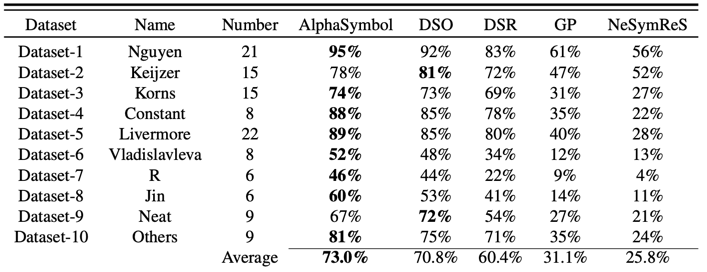 Dataset Name Number AlphaSymbol DSO DSR GP NeSymReS
Dataset-1 Nguyen 21 95% 92% 83% 61% 56%
Dataset-2 Keijzer 15 78% 81% 72% 47% 52%
Dataset-3 Korns 15 74% 73% 69% 31% 27%
Dataset-4 Constant 8 88% 85% 78% 35% 22%
Dataset-5 Livermore 22 89% 85% 80% 40% 28%
Dataset-6 Vladislavleva 8 52% 48% 34% 12% 13%
Dataset-7 R 6 46% 44% 22% 9% 4%
Dataset-8 Jin 6 60% 53% 41% 14% 11%
Dataset-9 Neat 9 67% 72% 54% 27% 21%
Dataset-10 Others 9 81% 75% 71% 35% 24%
Average 73.0% 70.8% 60.4% 31.1% 25.8%